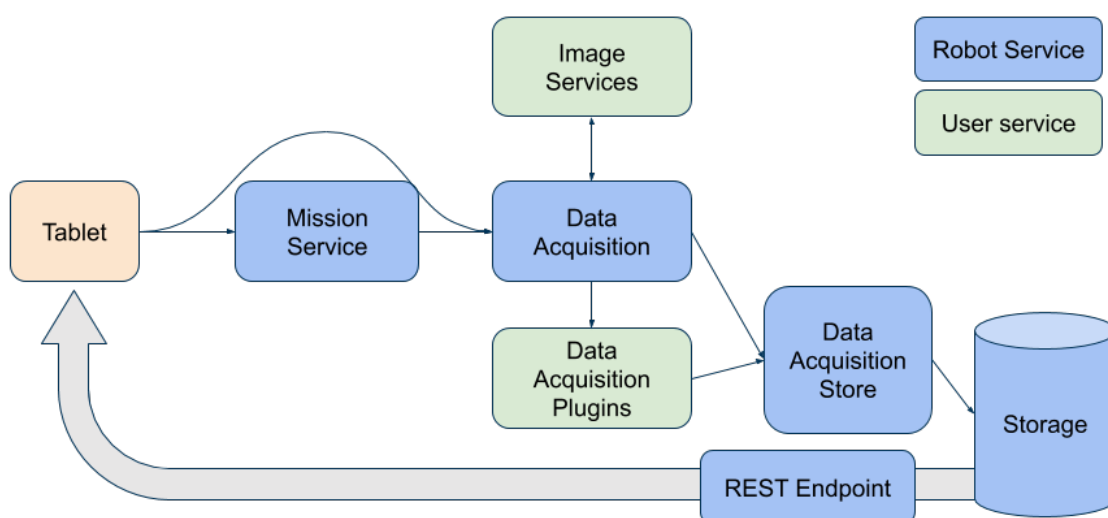 Image
Services
Robot Service
User service
Tablet
Mission
Service
Data
Acquisition
Data
Acquisition
Plugins
Data
Acquisition
Store
Storage
REST Endpoint